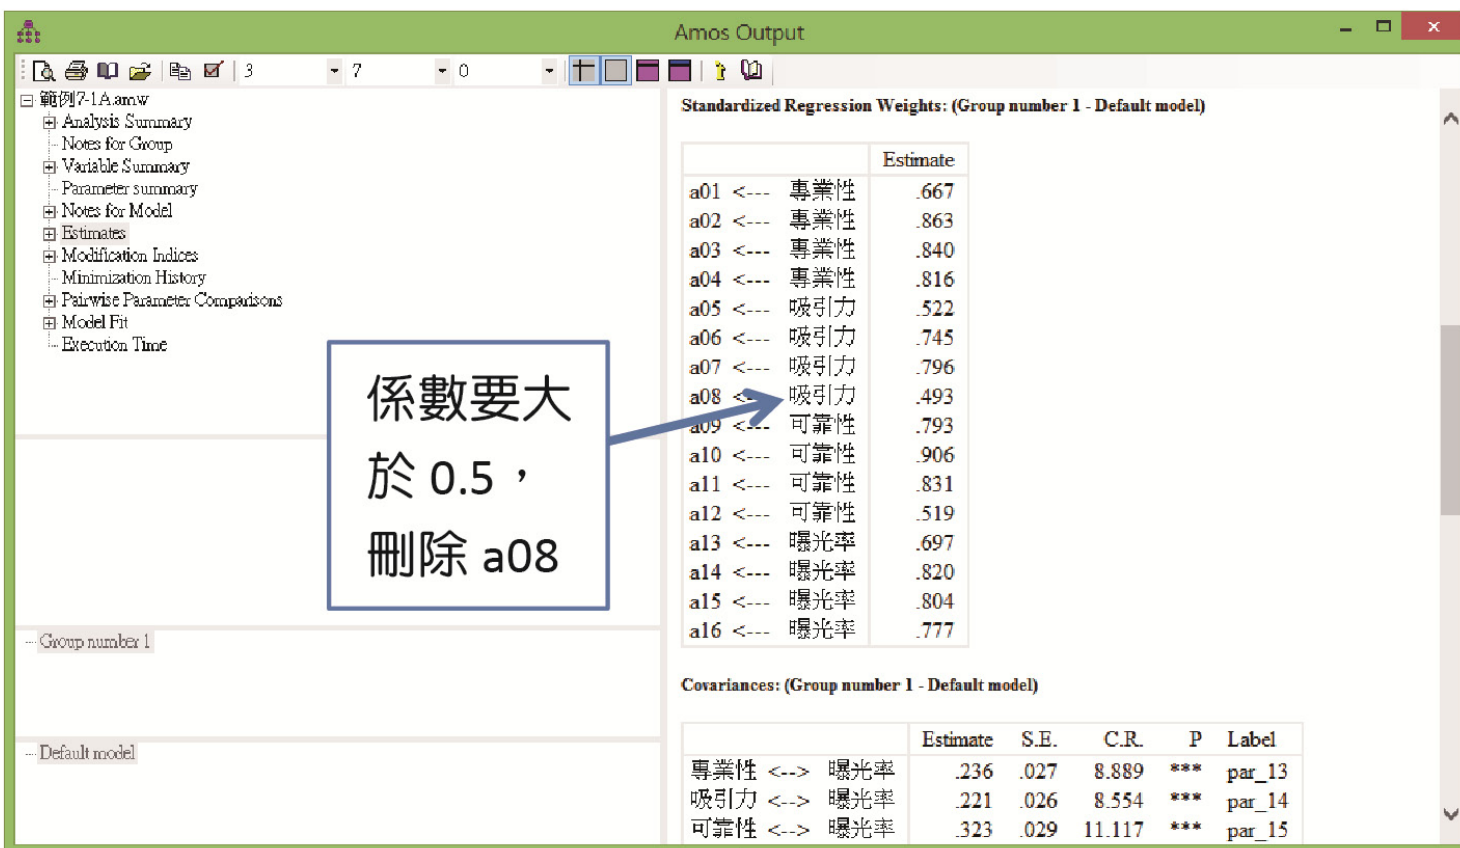 Amos Output
3 7 0
範例7-1A.amw
Analysis Summary
Notes for Group
Variable Summary
Parameter summary
Notes for Model
Estimates
Modification Indices
Minimization History
Pairwise Parameter Comparisons
Model Fit
Execution Time
係數要大
於 0.5，
刪除 a08
Group number 1
Default model
Standardized Regression Weights: (Group number 1 - Default model)
Estimate
a01 <--- 專業性 .667
a02 <--- 專業性 .863
a03 <--- 專業性 .840
a04 <--- 專業性 .816
a05 <--- 吸引力 .522
a06 <--- 吸引力 .745
a07 <--- 吸引力 .796
a08 <--- 吸引力 .493
a09 <--- 可靠性 .793
a10 <--- 可靠性 .906
a11 <--- 可靠性 .831
a12 <--- 可靠性 .519
a13 <--- 曝光率 .697
a14 <--- 曝光率 .820
a15 <--- 曝光率 .804
a16 <--- 曝光率 .777
Covariances: (Group number 1 - Default model)
Estimate S.E. C.R. P Label
專業性 <--> 曝光率 .236 .027 8.889 *** par_13
吸引力 <--> 曝光率 .221 .026 8.554 *** par_14
可靠性 <--> 曝光率 .323 .029 11.117 *** par_15